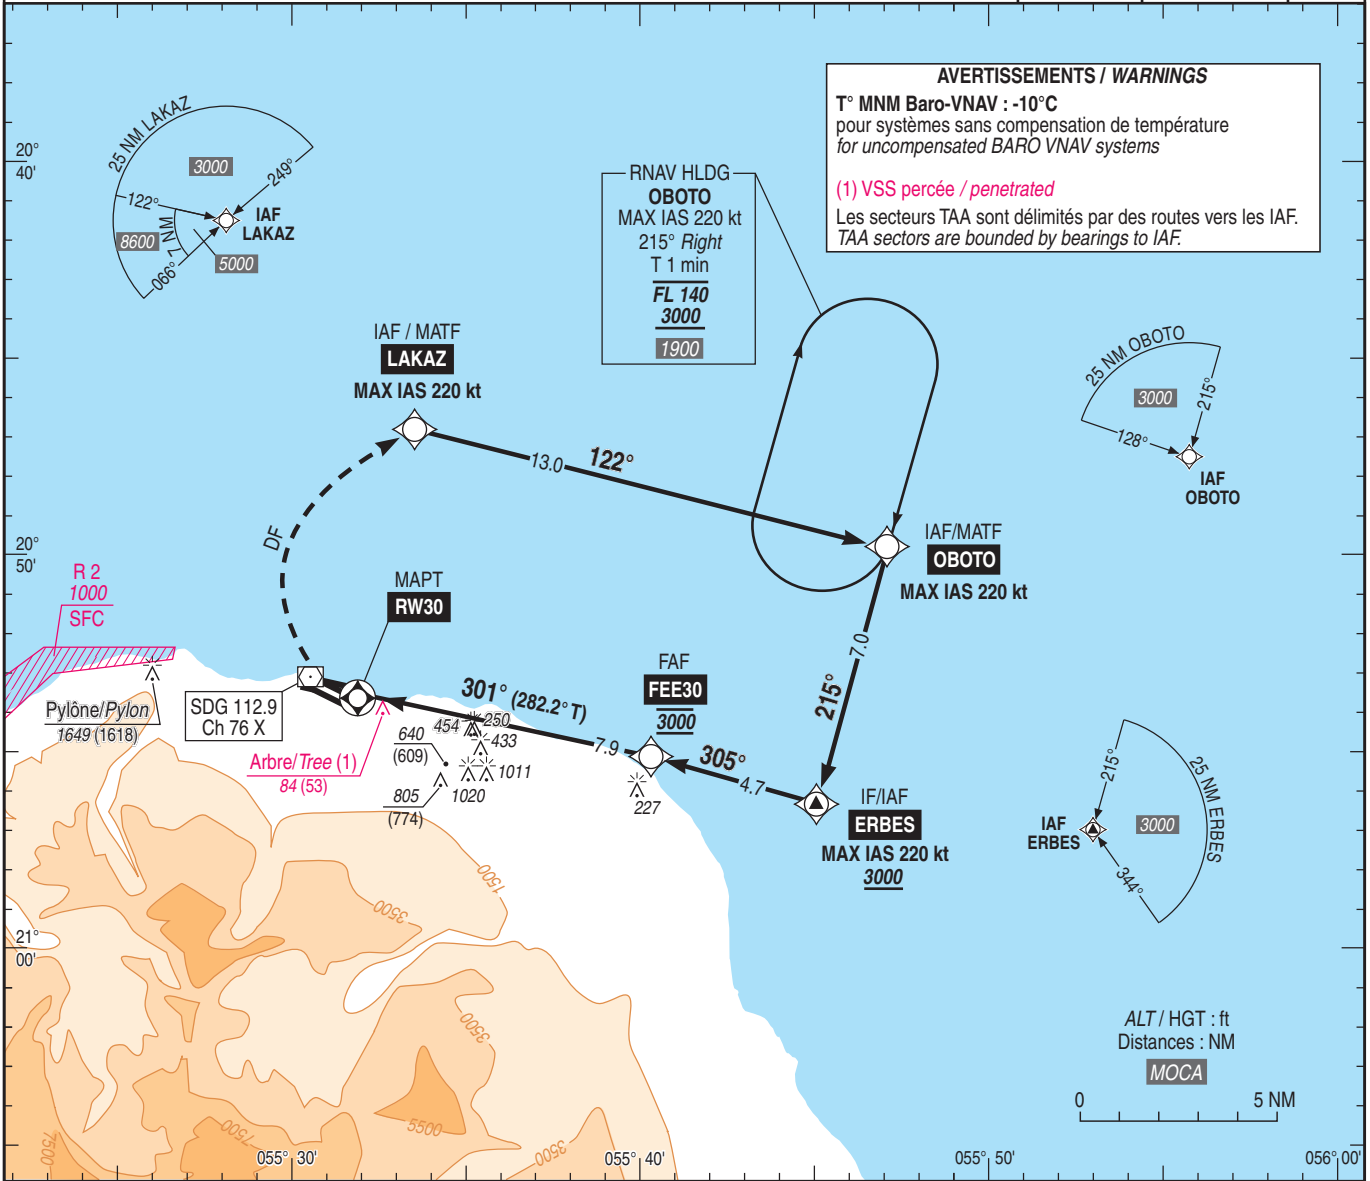 AVERTISSEMENTS / WARNINGS
T° MNM Baro-VNAV : -10°C
pour systèmes sans compensation de température
for uncompensated BARO VNAV systems
(1) VSS percée / penetrated
Les secteurs TAA sont délimités par des routes vers les IAF.
TAA sectors are bounded by bearings to IAF.
25 NM LAKAZ
3000
249°
122°
IAF
LAKAZ
8600
7 NM
5000
066°
20°
40'
RNAV HLDG
OBOTO
MAX IAS 220 kt
215° Right
T 1 min
FL 140
3000
1900
IAF / MATF
LAKAZ
MAX IAS 220 kt
25 NM OBOTO
3000
215°
128°
IAF
OBOTO
13.0
122°
DF
20°
50'
IAF/MATF
OBOTO
MAX IAS 220 kt
R 2
1000
SFC
MAPT
RW30
7.0
215°
FAF
FEE30
3000
301° (282.2° T)
7.9
305°
4.7
Pylône/Pylon
1649 (1618)
SDG 112.9
Ch 76 X
Arbre/Tree (1)
84 (53)
454
250
433
640
(609)
1011
1020
805
(774)
227
IF/IAF
ERBES
MAX IAS 220 kt
3000
215°
25 NM ERBES
IAF
ERBES
3000
344°
1500
3500
21°
00'
3500
5500
3500
7500
7500
ALT / HGT : ft
Distances : NM
MOCA
0
5 NM
055° 30'
055° 40'
055° 50'
056° 00'